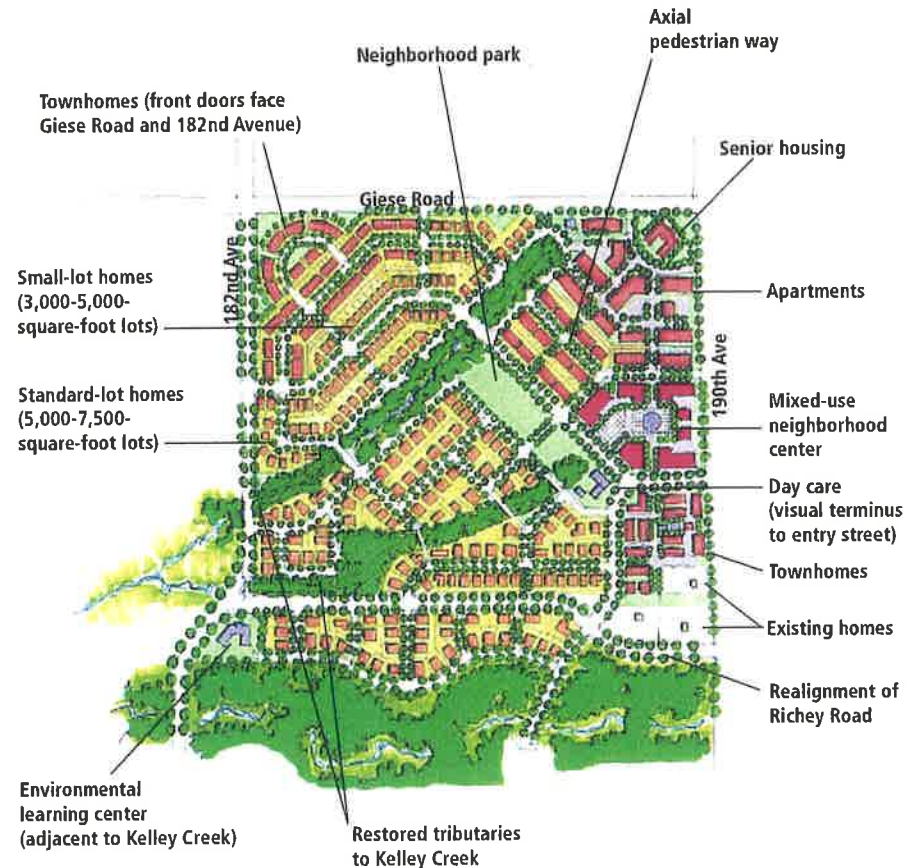 Axial
pedestrian way
Neighborhood park
Townhomes (front doors face
Giese Road and 182nd Avenue)
Senior housing
Giese Road
182nd Ave
Small-lot homes
(3,000-5,000-
square-foot lots)
Apartments
190th Ave
Standard-lot homes
(5,000-7,500-
square-foot lots)
Mixed-use
neighborhood
center
Day care
(visual terminus
to entry street)
Townhomes
Existing homes
Realignment of
Richey Road
Environmental
learning center
(adjacent to Kelley Creek)
Restored tributaries
to Kelley Creek